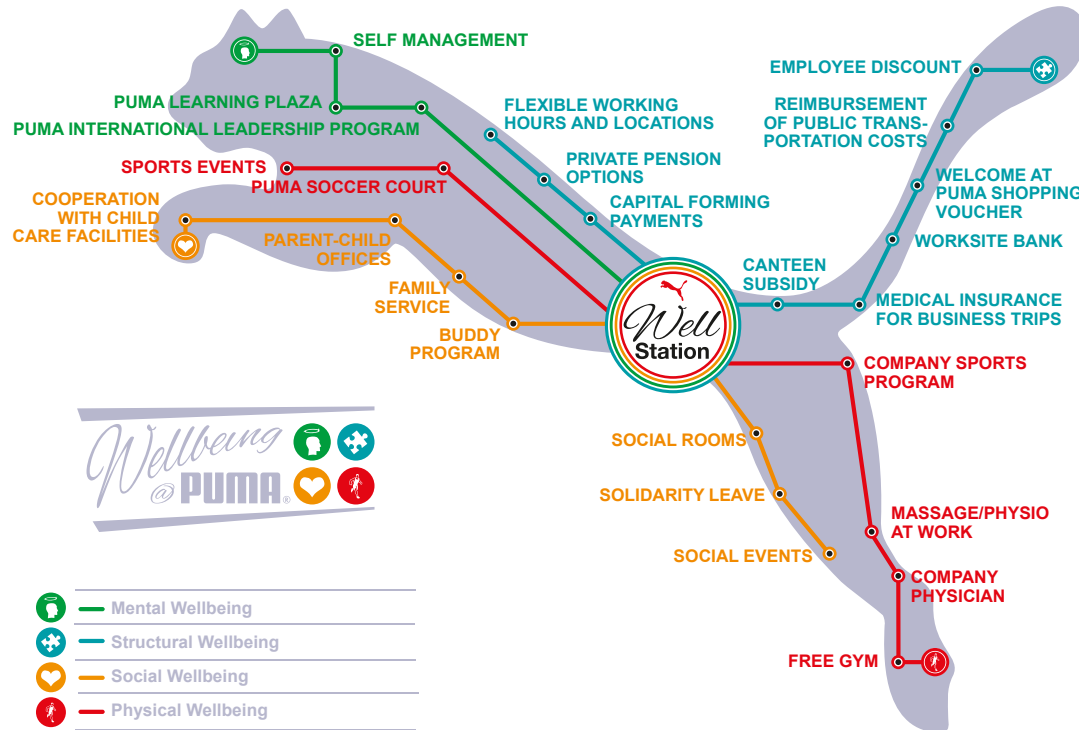 SELF MANAGEMENT
PUMA LEARNING PLAZA
PUMA INTERNATIONAL LEADERSHIP PROGRAM
SPORTS EVENTS
PUMA SOCCER COURT
COOPERATION
WITH CHILD
CARE FACILITIES
PARENT-CHILD
OFFICES
FAMILY
SERVICE
BUDDY
PROGRAM
FLEXIBLE WORKING
HOURS AND LOCATIONS
PRIVATE PENSION
OPTIONS
CAPITAL FORMING
PAYMENTS
EMPLOYEE DISCOUNT
REIMBURSEMENT
OF PUBLIC TRANS-
PORTATION COSTS
WELCOME AT
PUMA SHOPPING
VOUCHER
WORKSITE BANK
CANTEEN
SUBSIDY
MEDICAL INSURANCE
FOR BUSINESS TRIPS
Well
Station
COMPANY SPORTS
PROGRAM
SOCIAL ROOMS
SOLIDARITY LEAVE
SOCIAL EVENTS
MASSAGE/PHYSIO
AT WORK
COMPANY
PHYSICIAN
FREE GYM
Wellbeing
@ PUMA®
Mental Wellbeing
Structural Wellbeing
Social Wellbeing
Physical Wellbeing